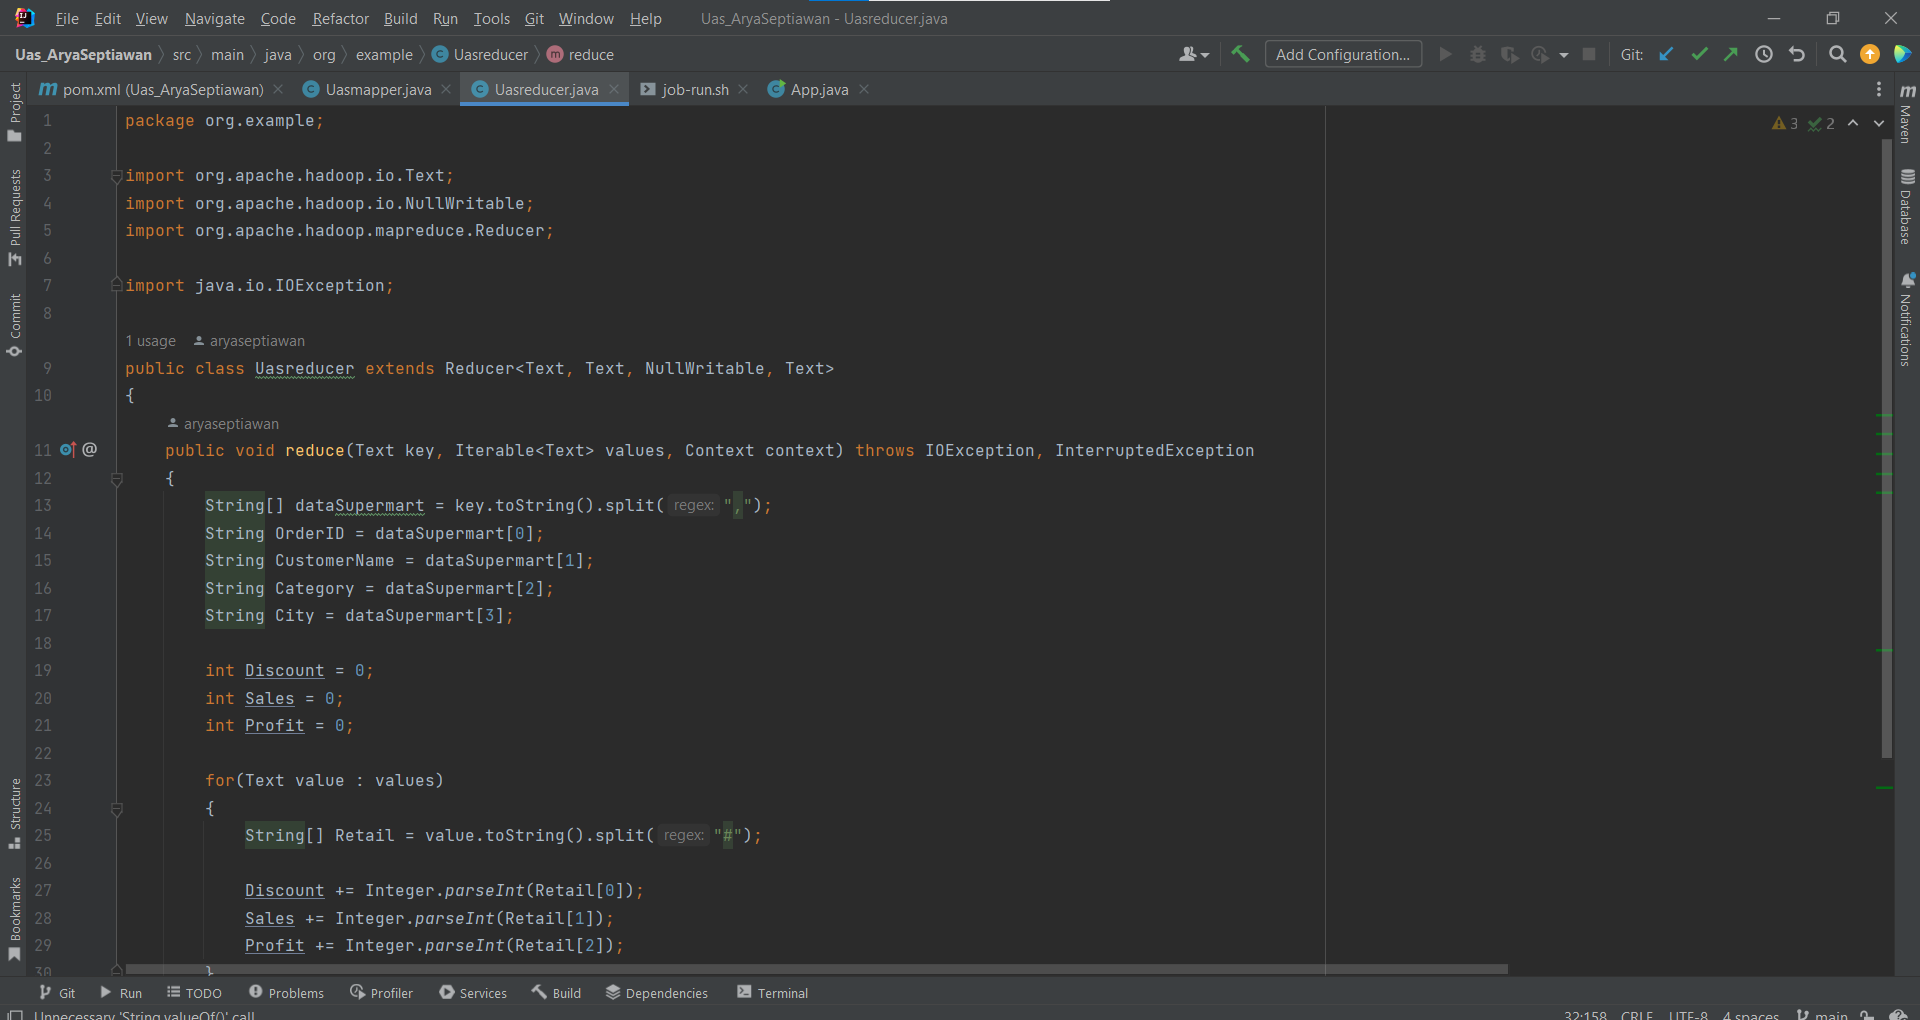 File Edit View Navigate Code Refactor Build Run Tools Git Window Help Uas_AryaSeptiawan - Uasreducer.java
Uas_AryaSeptiawan src main java org example Uasreducer reduce Add Configuration... Git:
pom.xml (Uas_AryaSeptiawan) Uasmapper.java Uasreducer.java job-run.sh App.java
Project
Pull Requests
Commit
Structure
Bookmarks
1 package org.example;
2
3 import org.apache.hadoop.io.Text;
4 import org.apache.hadoop.io.NullWritable;
5 import org.apache.hadoop.mapreduce.Reducer;
6
7 import java.io.IOException;
8
1 usage aryaseptiawan
9 public class Uasreducer extends Reducer<Text, Text, NullWritable, Text>
10 {
aryaseptiawan
11 @ public void reduce(Text key, Iterable<Text> values, Context context) throws IOException, InterruptedException
12 {
13 String[] dataSupermart = key.toString().split( regex: ",");
14 String OrderID = dataSupermart[0];
15 String CustomerName = dataSupermart[1];
16 String Category = dataSupermart[2];
17 String City = dataSupermart[3];
18
19 int Discount = 0;
20 int Sales = 0;
21 int Profit = 0;
22
23 for(Text value : values)
24 {
25 String[] Retail = value.toString().split( regex: "#");
26
27 Discount += Integer.parseInt(Retail[0]);
28 Sales += Integer.parseInt(Retail[1]);
29 Profit += Integer.parseInt(Retail[2]);
30 }
3 2
m Maven
Database
Notifications
Git Run TODO Problems Profiler Services Build Dependencies Terminal
Unnecessary 'String.valueOf()' call 32:158 CRLF UTF-8 4 spaces main